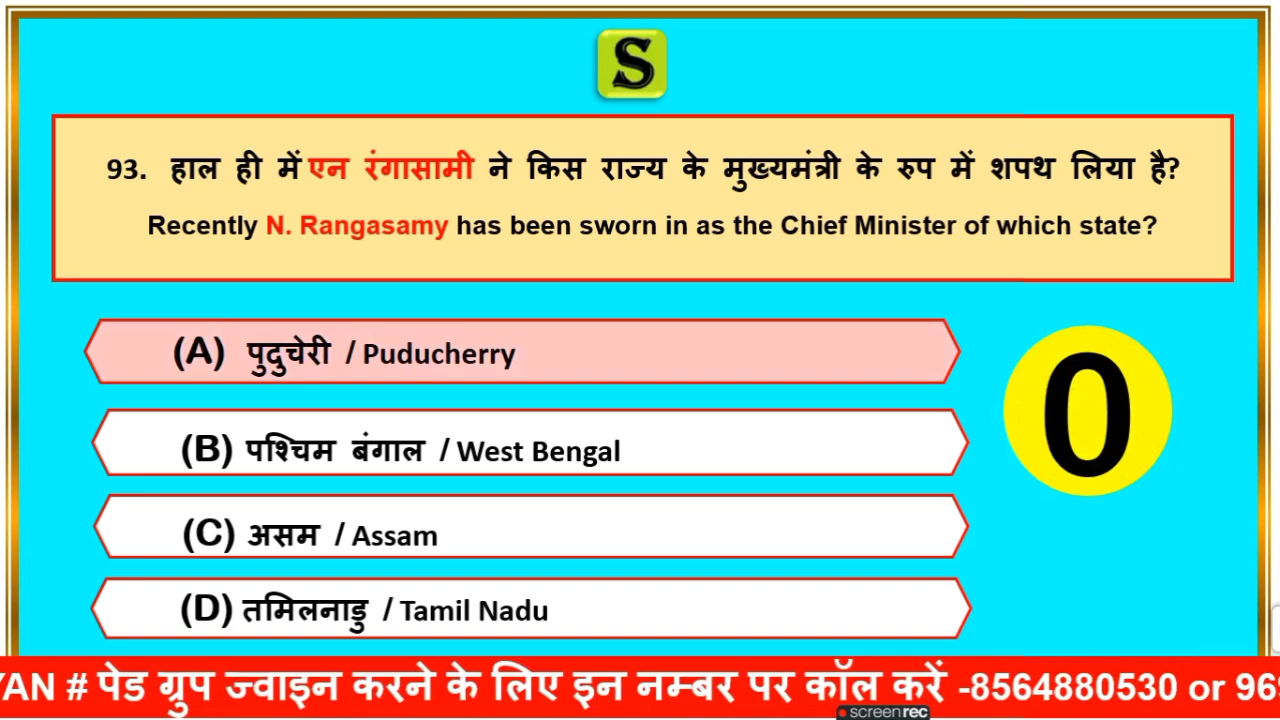 S
93. हाल ही में एन रंगासामी ने किस राज्य के मुख्यमंत्री के रुप में शपथ लिया है?
Recently N. Rangasamy has been sworn in as the Chief Minister of which state?
(A) पुदुचेरी / Puducherry
0
(B) पश्चिम बंगाल / West Bengal
(C) असम / Assam
(D) तमिलनाडु / Tamil Nadu
YAN # पेड ग्रुप ज्वाइन करने के लिए इन नम्बर पर कॉल करें -8564880530 or 969
screenrec